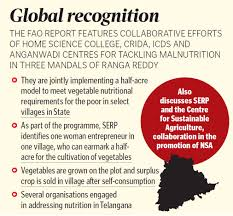 Global recognition
THE FAO REPORT FEATURES COLLABORATIVE EFFORTS
OF HOME SCIENCE COLLEGE, CRIDA, ICDS AND
ANGANWADI CENTRES FOR TACKLING MALNUTRITION
IN THREE MANDALS OF RANGA REDDY
They are jointly implementing a half-acre
model to meet vegetable nutritional
requirements for the poor in select
villages in State
As part of the programme, SERP
identifies one woman entrepreneur in
one village, who can earmark a half-
acre for the cultivation of vegetables
Vegetables are grown on the plot and surplus
crop is sold in village after self-consumption
Several organisations engaged
in addressing nutrition in Telangana
Also
discusses SERP
and the Centre
for Sustainable
Agriculture,
collaboration in the
promotion of NSA